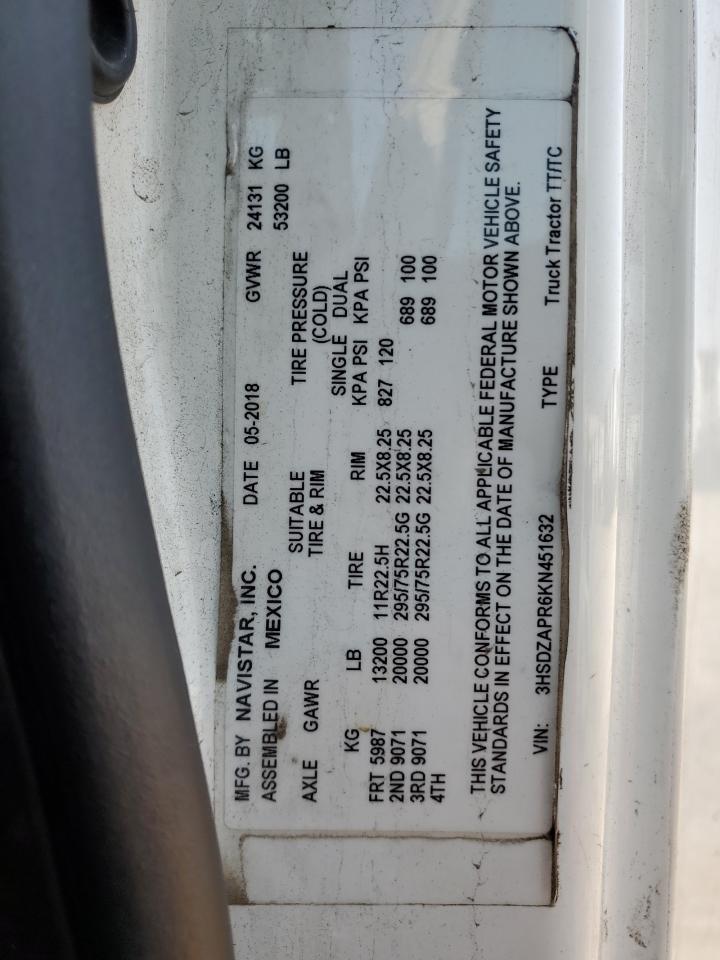 MFG. BY NAVISTAR, INC. DATE 05-2018 GVWR 24131 KG
ASSEMBLED IN MEXICO 53200 LB
SUITABLE TIRE PRESSURE
AXLE GAWR TIRE & RIM (COLD)
SINGLE DUAL
KG LB TIRE RIM KPA PSI KPA PSI
FRT 5987 13200 11R22.5H 22.5X8.25 827 120
2ND 9071 20000 295/75R22.5G 22.5X8.25 689 100
3RD 9071 20000 295/75R22.5G 22.5X8.25 689 100
4TH
THIS VEHICLE CONFORMS TO ALL APPLICABLE FEDERAL MOTOR VEHICLE SAFETY
STANDARDS IN EFFECT ON THE DATE OF MANUFACTURE SHOWN ABOVE.
VIN: 3HSDZAPR6KN451632 TYPE Truck Tractor TT/TC